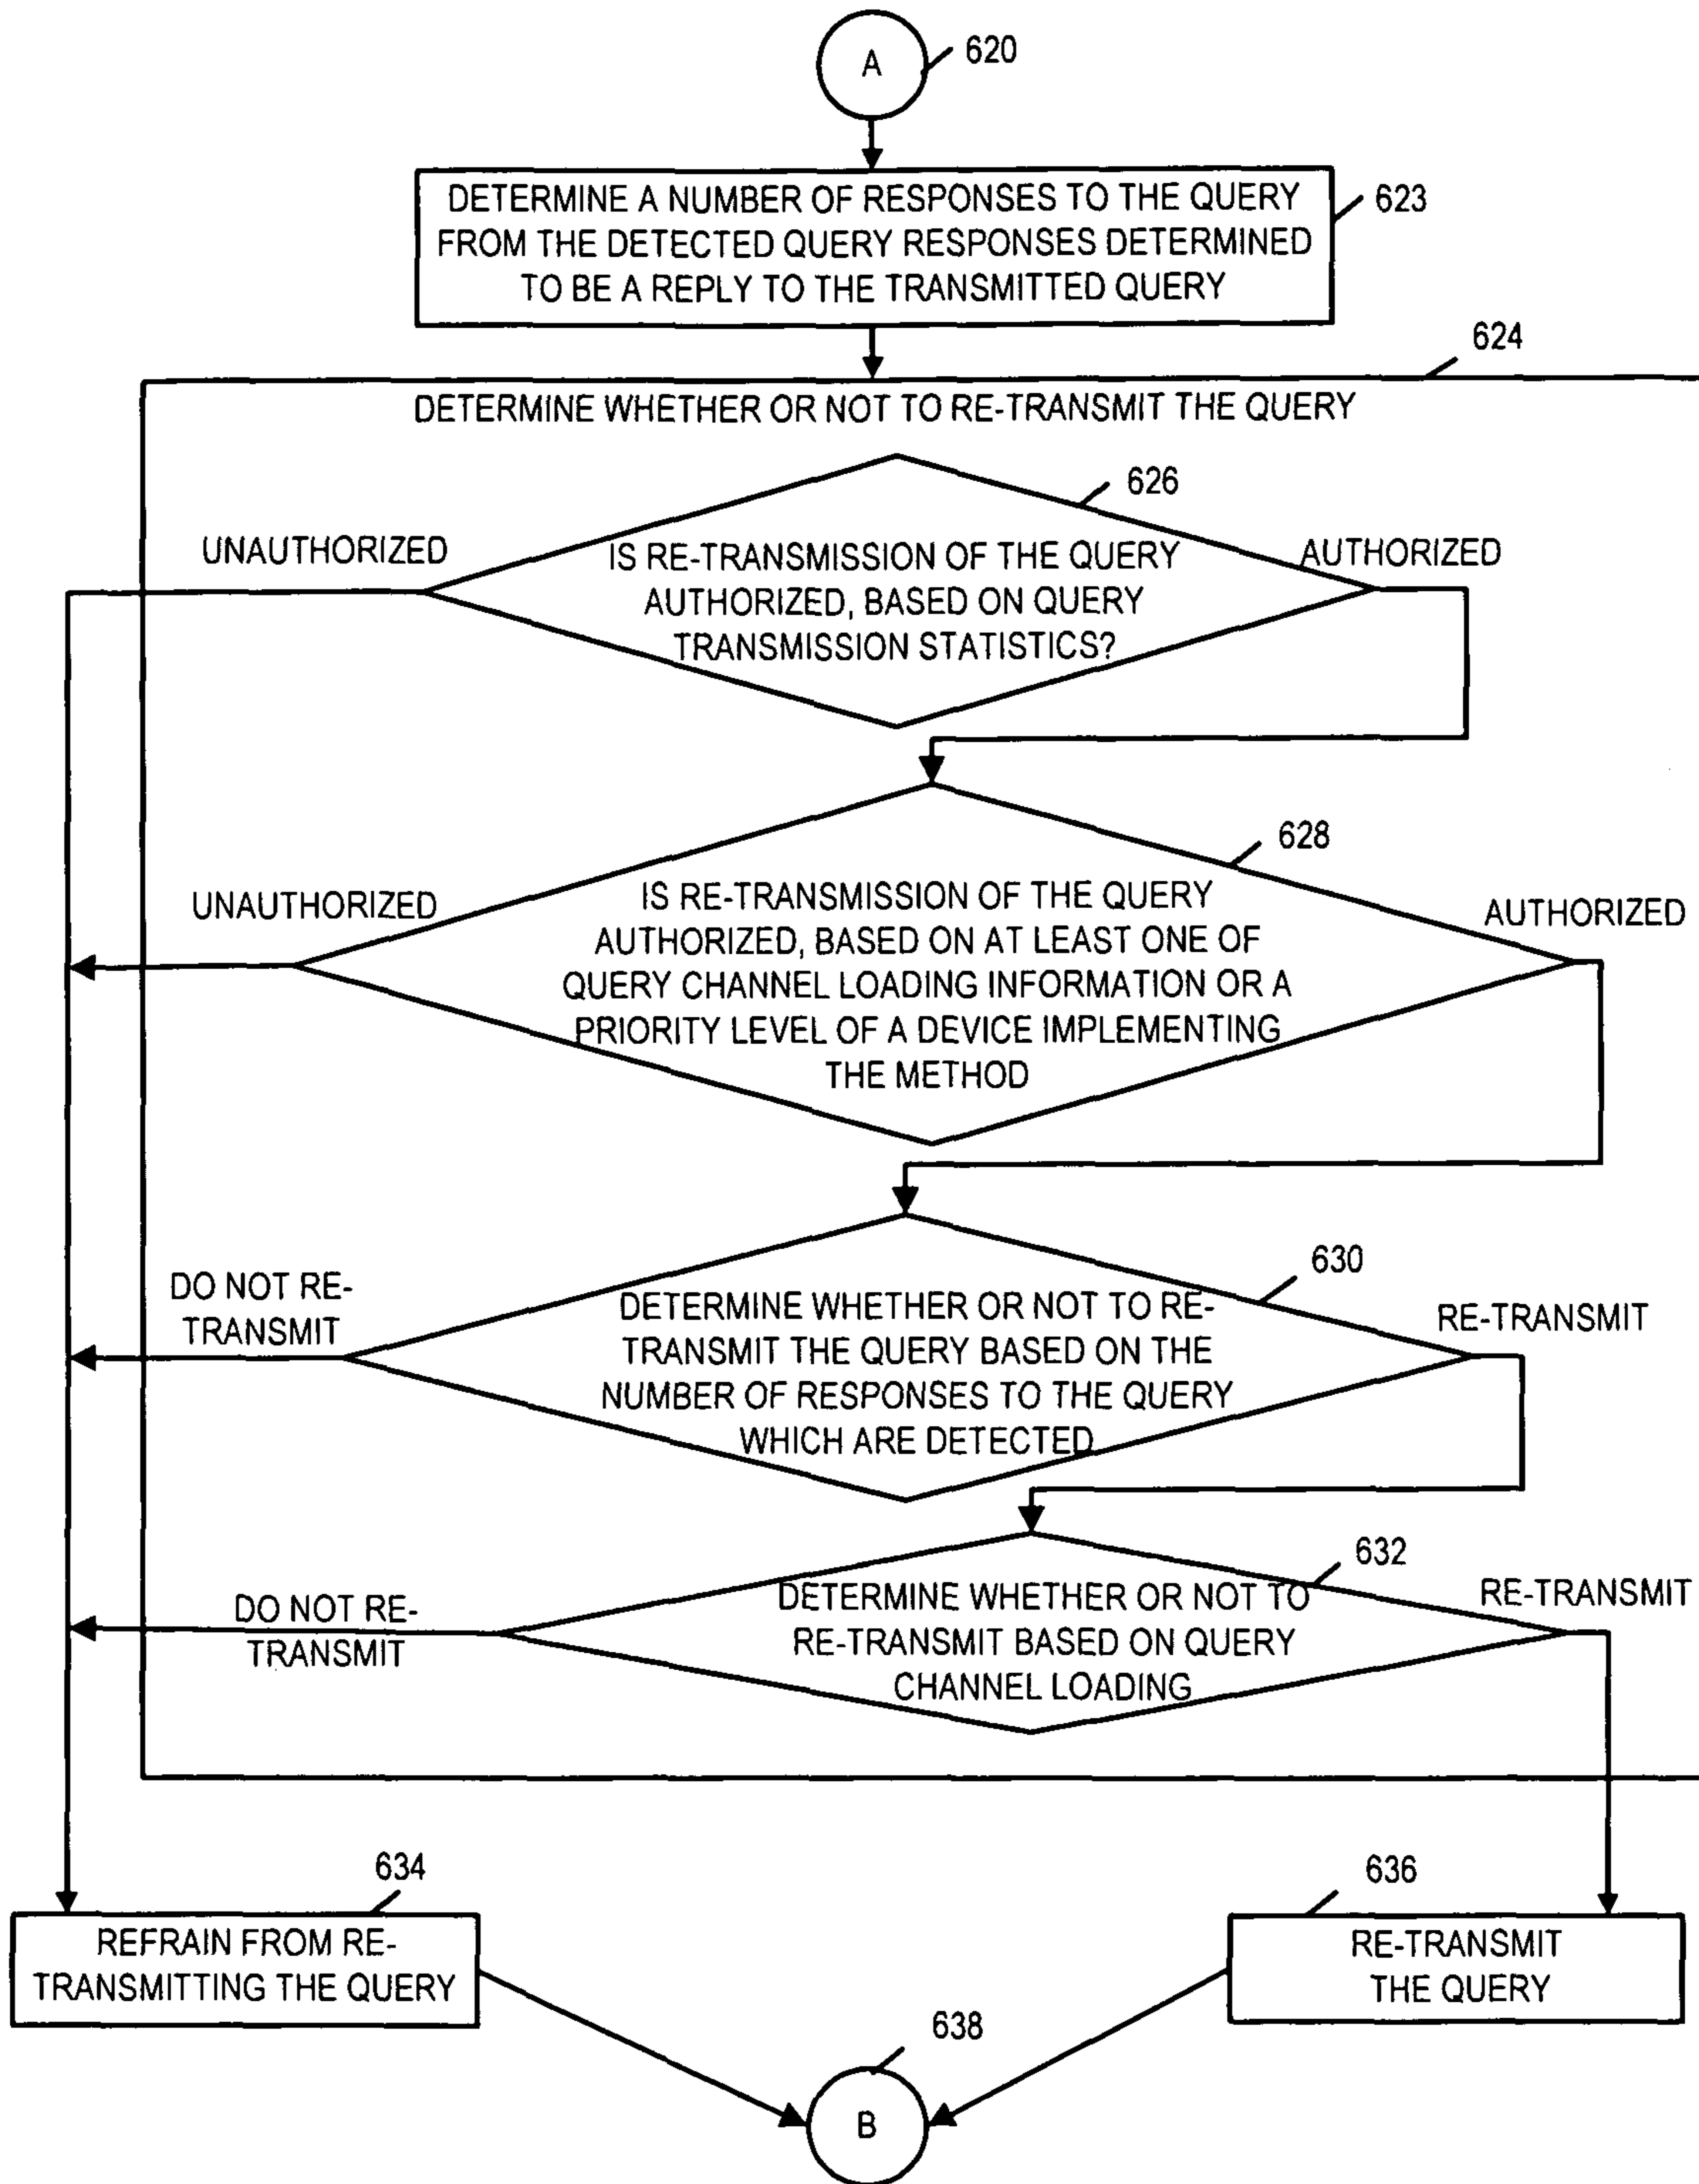 A
620
DETERMINE A NUMBER OF RESPONSES TO THE QUERY
FROM THE DETECTED QUERY RESPONSES DETERMINED
TO BE A REPLY TO THE TRANSMITTED QUERY
623
624
DETERMINE WHETHER OR NOT TO RE-TRANSMIT THE QUERY
626
UNAUTHORIZED
IS RE-TRANSMISSION OF THE QUERY
AUTHORIZED, BASED ON QUERY
TRANSMISSION STATISTICS?
AUTHORIZED
628
UNAUTHORIZED
IS RE-TRANSMISSION OF THE QUERY
AUTHORIZED, BASED ON AT LEAST ONE OF
QUERY CHANNEL LOADING INFORMATION OR A
PRIORITY LEVEL OF A DEVICE IMPLEMENTING
THE METHOD
AUTHORIZED
630
DO NOT RE-
TRANSMIT
DETERMINE WHETHER OR NOT TO RE-
TRANSMIT THE QUERY BASED ON THE
NUMBER OF RESPONSES TO THE QUERY
WHICH ARE DETECTED
RE-TRANSMIT
632
DO NOT RE-
TRANSMIT
DETERMINE WHETHER OR NOT TO
RE-TRANSMIT BASED ON QUERY
CHANNEL LOADING
RE-TRANSMIT
634
REFRAIN FROM RE-
TRANSMITTING THE QUERY
636
RE-TRANSMIT
THE QUERY
638
B